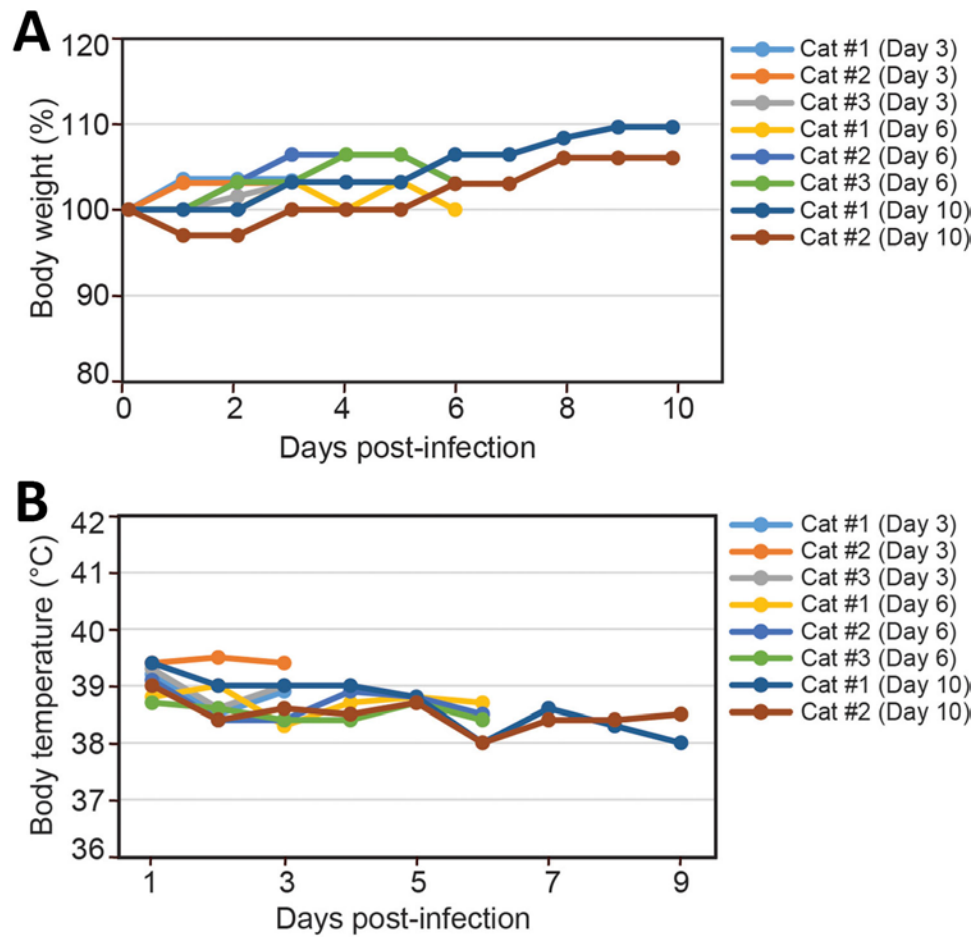 A
120
110
100
90
80
Body weight (%)
0 2 4 6 8 10
Days post-infection
Cat #1 (Day 3)
Cat #2 (Day 3)
Cat #3 (Day 3)
Cat #1 (Day 6)
Cat #2 (Day 6)
Cat #3 (Day 6)
Cat #1 (Day 10)
Cat #2 (Day 10)
B
42
41
40
39
38
37
36
Body temperature (°C)
1 3 5 7 9
Days post-infection
Cat #1 (Day 3)
Cat #2 (Day 3)
Cat #3 (Day 3)
Cat #1 (Day 6)
Cat #2 (Day 6)
Cat #3 (Day 6)
Cat #1 (Day 10)
Cat #2 (Day 10)